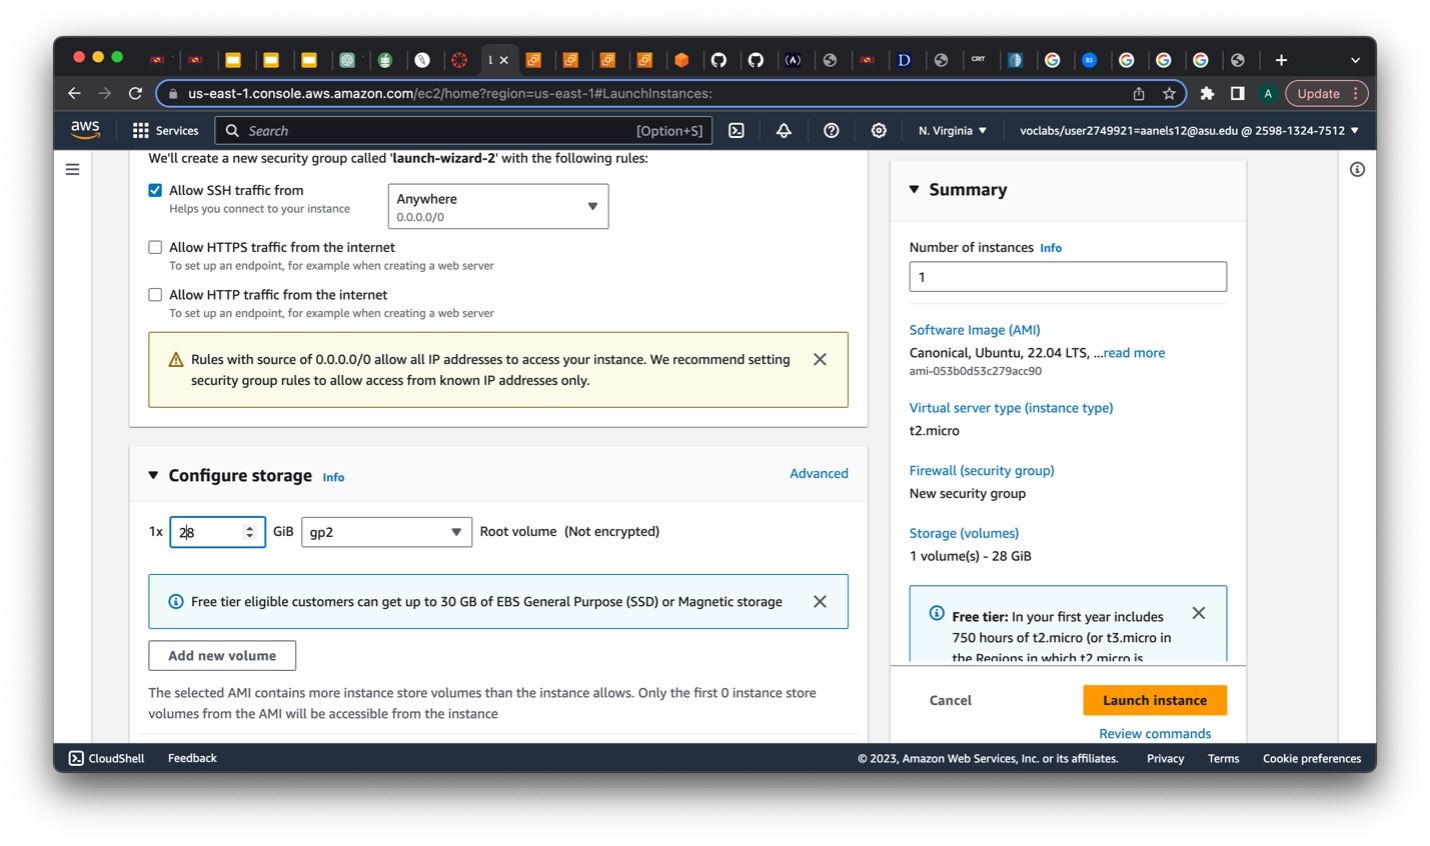 L
D
CRIT
BS
us-east-1.console.aws.amazon.com/ec2/home?region=us-east-1#LaunchInstances:
A
Update
aws
Services
Search
[Option+S]
N. Virginia
voclabs/user2749921=aanels12@asu.edu @ 2598-1324-7512
We'll create a new security group called 'launch-wizard-2' with the following rules:
Allow SSH traffic from
Helps you connect to your instance
Anywhere
0.0.0.0/0
Allow HTTPS traffic from the internet
To set up an endpoint, for example when creating a web server
Allow HTTP traffic from the internet
To set up an endpoint, for example when creating a web server
Rules with source of 0.0.0.0/0 allow all IP addresses to access your instance. We recommend setting
security group rules to allow access from known IP addresses only.
Configure storage Info
Advanced
1x 28 GiB gp2 Root volume (Not encrypted)
Free tier eligible customers can get up to 30 GB of EBS General Purpose (SSD) or Magnetic storage
Add new volume
The selected AMI contains more instance store volumes than the instance allows. Only the first 0 instance store
volumes from the AMI will be accessible from the instance
Summary
Number of instances Info
1
Software Image (AMI)
Canonical, Ubuntu, 22.04 LTS, ...read more
ami-053b0d53c279acc90
Virtual server type (instance type)
t2.micro
Firewall (security group)
New security group
Storage (volumes)
1 volume(s) - 28 GiB
Free tier: In your first year includes
750 hours of t2.micro (or t3.micro in
the Regions in which t2.micro is
Cancel
Launch instance
Review commands
CloudShell
Feedback
© 2023, Amazon Web Services, Inc. or its affiliates.
Privacy
Terms
Cookie preferences